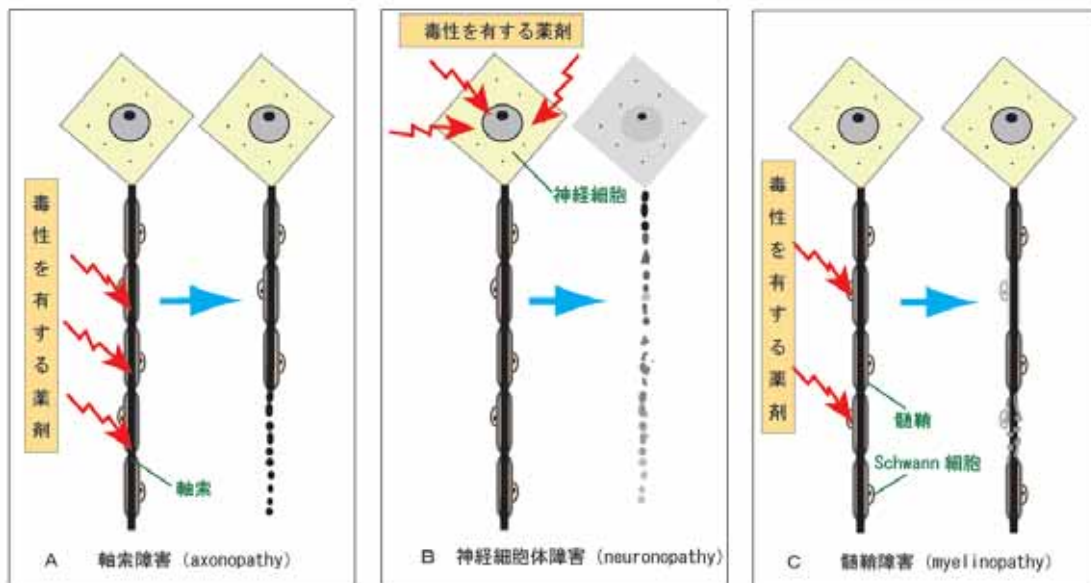 毒性を有する薬剤
軸索
A 軸索障害 (axonopathy)
毒性を有する薬剤
神経細胞
B 神経細胞体障害 (neuronopathy)
毒性を有する薬剤
髄鞘
Schwann 細胞
C 髄鞘障害 (myelinopathy)